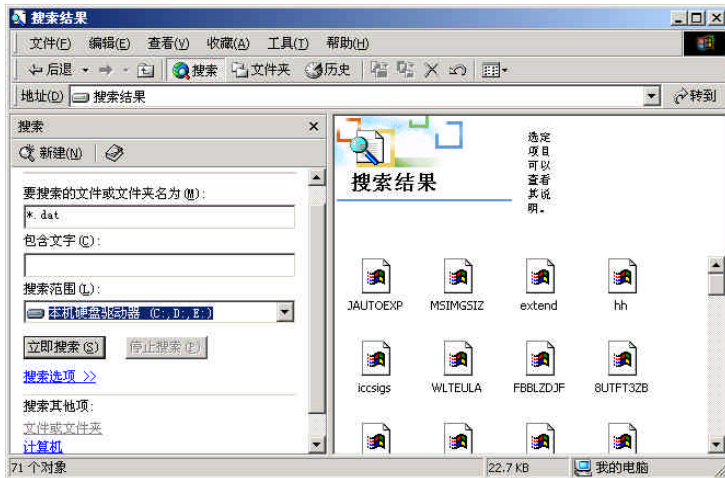 搜索结果
文件(F) 编辑(E) 查看(V) 收藏(A) 工具(T) 帮助(H)
后退 搜索 文件夹 历史
地址(D) 搜索结果 转到
搜索
新建(N)
要搜索的文件或文件夹名为(M):
*.dat
包含文字(C):
搜索范围(L):
本机硬盘驱动器 (C:,D:,E:)
立即搜索(S) 停止搜索(P)
搜索选项 >>
搜索其他项:
文件或文件夹
计算机
搜索结果
选定
项目
可以
查看
其说
明。
JAUTOEXP MSIMGSIZ extend hh
iccsigs WLTEULA FBBLZDJF 8UTFT3ZB
71 个对象 22.7 KB 我的电脑